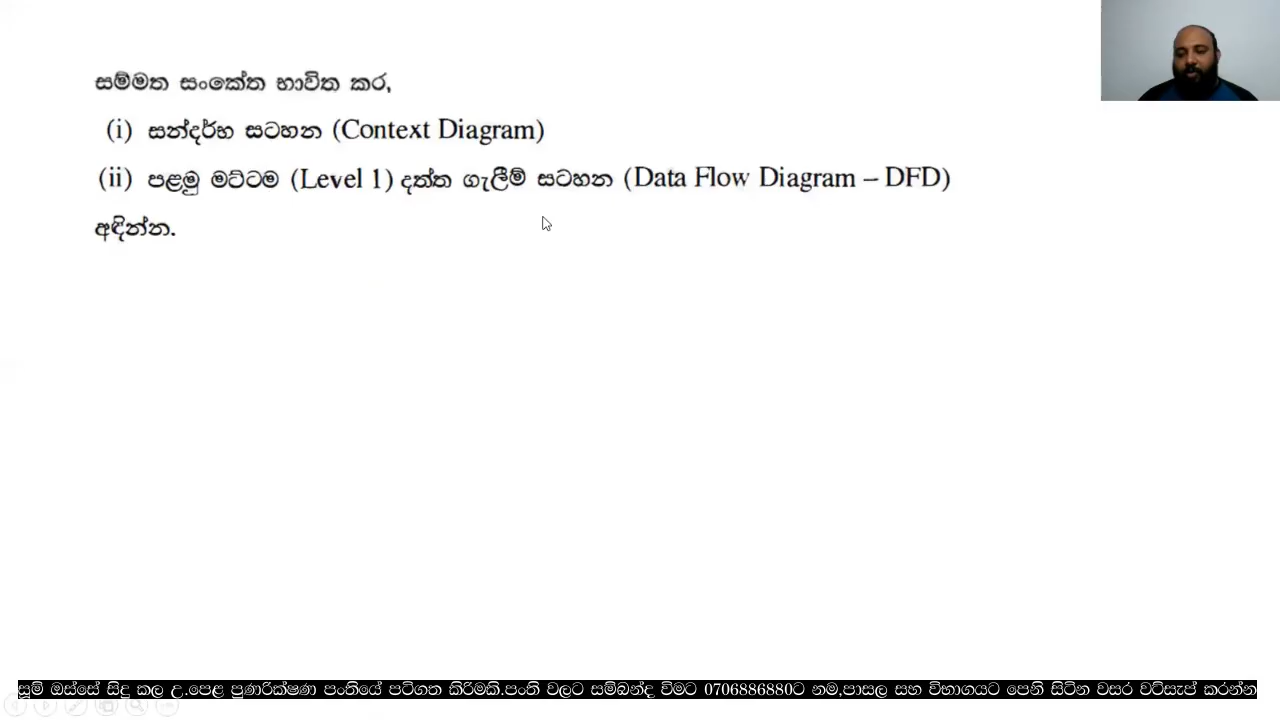 සම්මත සංකේත භාවිත කර,
(i) සන්දර්භ සටහන (Context Diagram)
(ii) පළමු මට්ටම (Level 1) දත්ත ගැලීම් සටහන (Data Flow Diagram – DFD)
අඳින්න.
සූම් ඔස්සේ සිදු කල උ.පෙළ පුණරික්ෂණ පංතියේ පටිගත කිරිමකි.පංති වලට සම්බන්ද විමට 0706886880ට නම,පාසල සහ විභාගයට පෙනි සිටින වසර වට්සැප් කරන්න